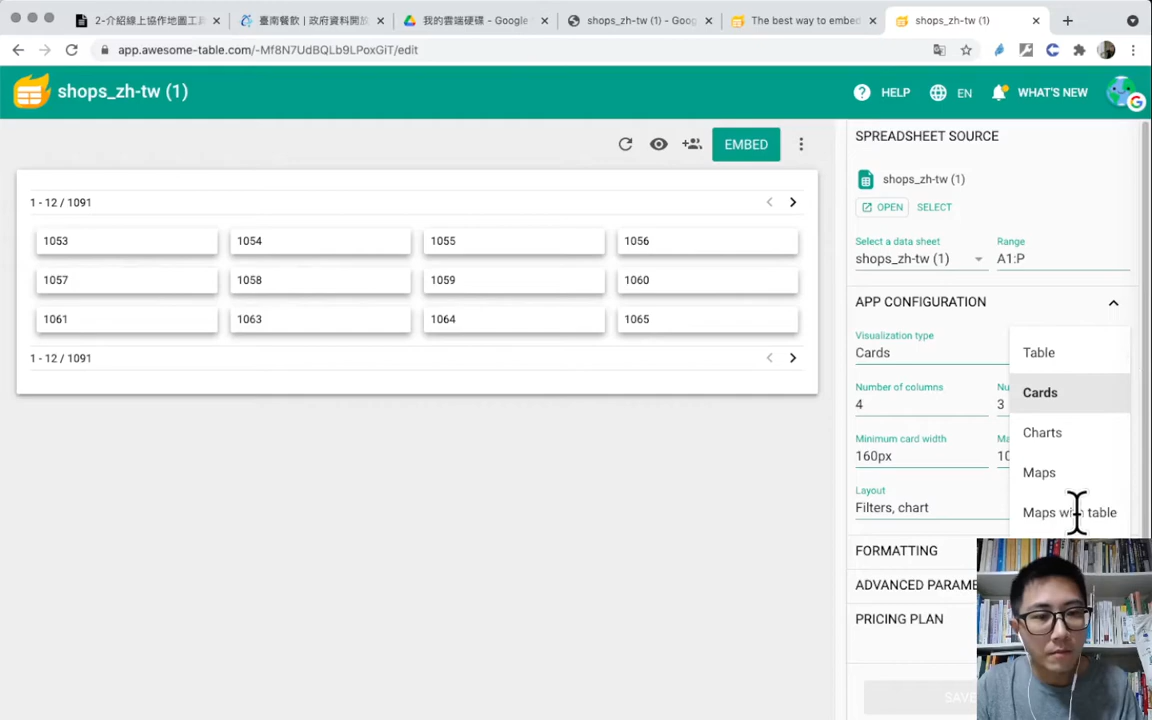 2-介紹線上協作地圖工具
臺南餐飲 | 政府資料開放
我的雲端硬碟 - Google
shops_zh-tw (1) - Goog
The best way to embed
shops_zh-tw (1)
app.awesome-table.com/-Mf8N7UdBQLb9LPoxGiT/edit
shops_zh-tw (1)
HELP
EN
WHAT'S NEW
EMBED
1 - 12 / 1091
1053 1054 1055 1056
1057 1058 1059 1060
1061 1063 1064 1065
1 - 12 / 1091
SPREADSHEET SOURCE
shops_zh-tw (1)
OPEN SELECT
Select a data sheet Range
shops_zh-tw (1) A1:P
APP CONFIGURATION
Visualization type
Cards
Number of columns
4 3
Minimum card width
160px
Layout
Filters, chart
Table
Cards
Charts
Maps
Maps with table
FORMATTING
ADVANCED PARAME
PRICING PLAN